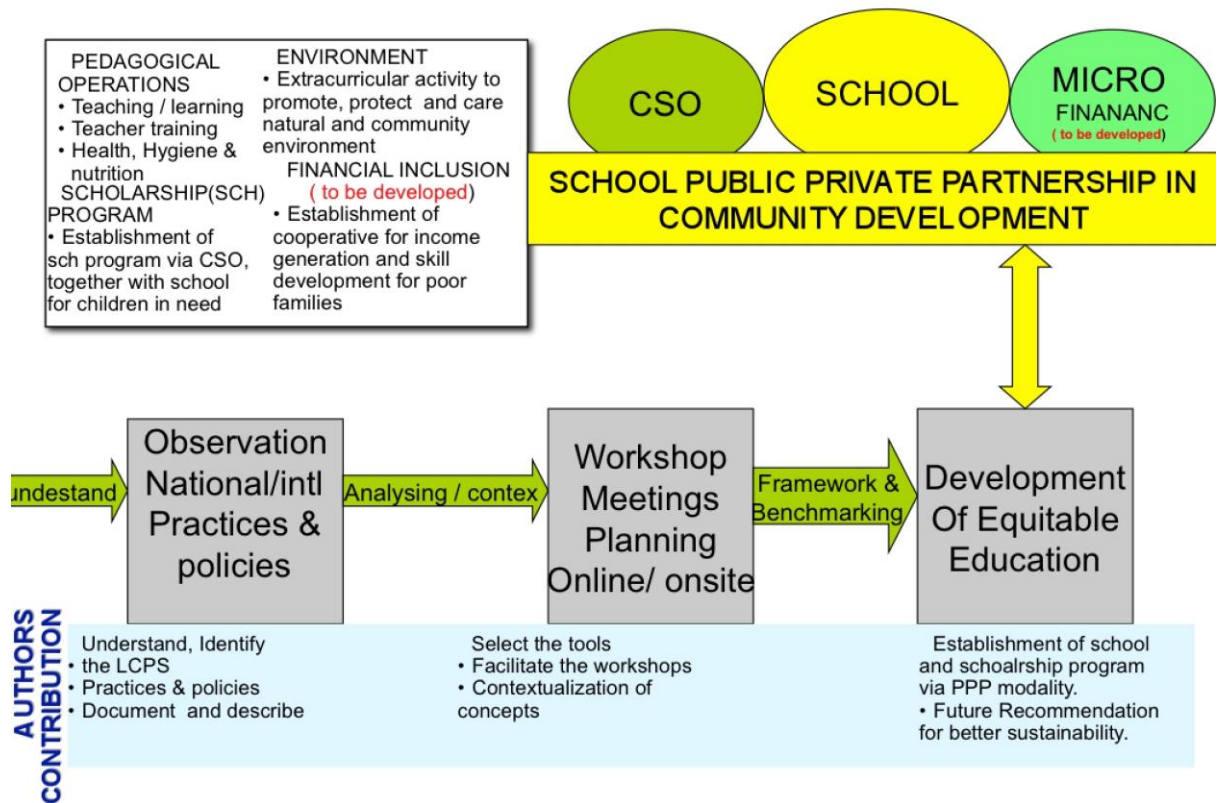 PEDAGOGICAL
OPERATIONS
• Teaching / learning
• Teacher training
• Health, Hygiene &
nutrition
SCHOLARSHIP(SCH)
PROGRAM
• Establishment of
sch program via CSO,
together with school
for children in need
ENVIRONMENT
• Extracurricular activity to
promote, protect and care
natural and community
environment
FINANCIAL INCLUSION
( to be developed)
• Establishment of
cooperative for income
generation and skill
development for poor
families
CSO
SCHOOL
MICRO
FINANANC
( to be developed)
SCHOOL PUBLIC PRIVATE PARTNERSHIP IN
COMMUNITY DEVELOPMENT
undestand
Observation
National/intl
Practices &
policies
Analysing / contex
Workshop
Meetings
Planning
Online/ onsite
Framework &
Benchmarking
Development
Of Equitable
Education
AUTHORS
CONTRIBUTION
Understand, Identify
• the LCPS
• Practices & policies
• Document and describe
Select the tools
• Facilitate the workshops
• Contextualization of
concepts
Establishment of school
and schoalrship program
via PPP modality.
• Future Recommendation
for better sustainability.